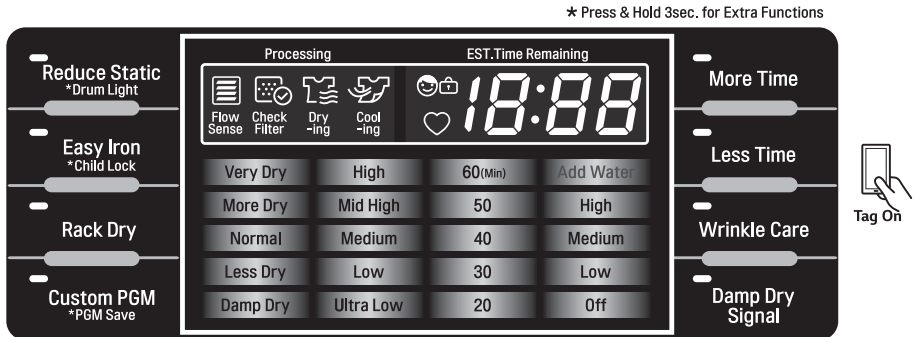 * Press & Hold 3sec. for Extra Functions
Reduce Static
*Drum Light
Easy Iron
*Child Lock
Rack Dry
Custom PGM
*PGM Save
Processing
EST.Time Remaining
Flow
Sense
Check
Filter
Dry
-ing
Cool
-ing
18:88
Very Dry High 60(Min) Add Water
More Dry Mid High 50 High
Normal Medium 40 Medium
Less Dry Low 30 Low
Damp Dry Ultra Low 20 Off
More Time
Less Time
Wrinkle Care
Damp Dry
Signal
Tag On